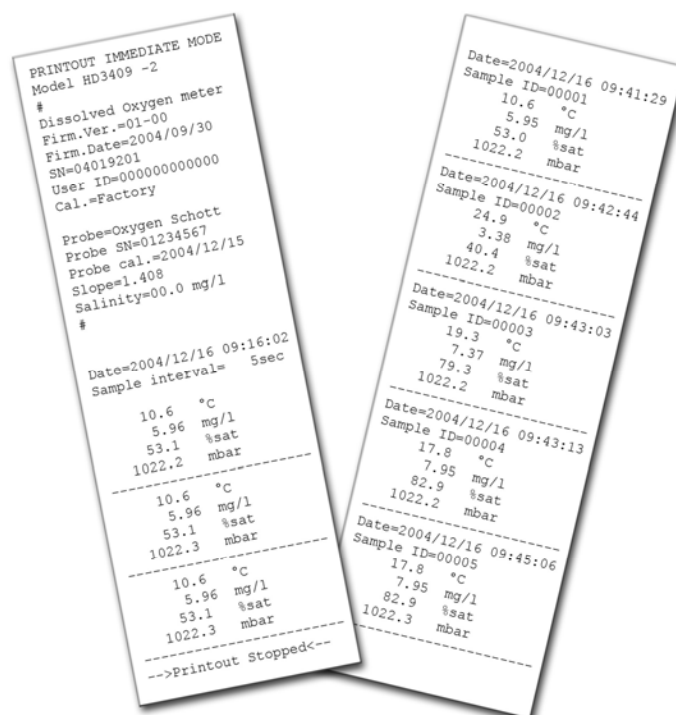 PRINTOUT IMMEDIATE MODE
Model HD3409 -2
#
Dissolved Oxygen meter
Firm.Ver.=01-00
Firm.Date=2004/09/30
SN=04019201
User ID=000000000000
Cal.=Factory
Probe=Oxygen Schott
Probe SN=01234567
Probe cal.=2004/12/15
Slope=1.408
Salinity=00.0 mg/l
#
Date=2004/12/16 09:16:02
Sample interval= 5sec
10.6 °C
5.96 mg/l
53.1 %sat
1022.2 mbar
------------------------
10.6 °C
5.96 mg/l
53.1 %sat
1022.3 mbar
------------------------
10.6 °C
5.96 mg/l
53.1 %sat
1022.3 mbar
------------------------
-->Printout Stopped<--
Date=2004/12/16 09:41:29
Sample ID=00001
10.6 °C
5.95 mg/l
53.0 %sat
1022.2 mbar
------------------------
Date=2004/12/16 09:42:44
Sample ID=00002
24.9 °C
3.38 mg/l
40.4 %sat
1022.2 mbar
------------------------
Date=2004/12/16 09:43:03
Sample ID=00003
19.3 °C
7.37 mg/l
79.3 %sat
1022.2 mbar
------------------------
Date=2004/12/16 09:43:13
Sample ID=00004
17.8 °C
7.95 mg/l
82.9 %sat
1022.2 mbar
------------------------
Date=2004/12/16 09:45:06
Sample ID=00005
17.8 °C
7.95 mg/l
82.9 %sat
1022.3 mbar
------------------------